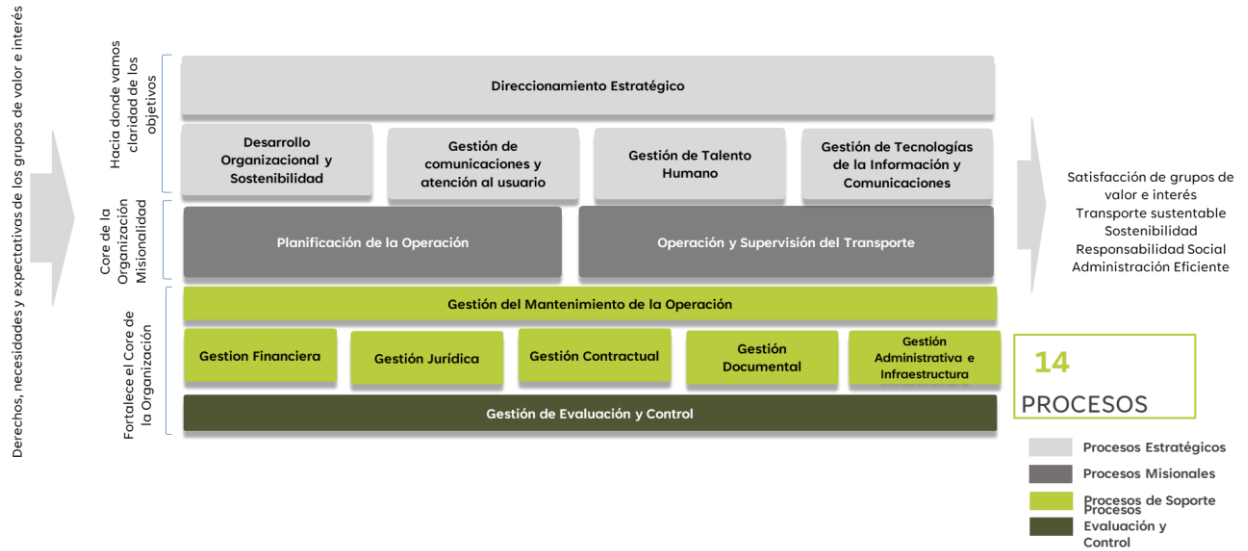 Derechos, necesidades y expectativas de los grupos de valor e interés
Hacia donde vamos
claridad de los
objetivos
Direccionamiento Estratégico
Desarrollo
Organizacional y
Sostenibilidad
Gestión de
comunicaciones y
atención al usuario
Gestión de Talento
Humano
Gestión de Tecnologías
de la Información y
Comunicaciones
Core de la
Organización
Misionalidad
Planificación de la Operación
Operación y Supervisión del Transporte
Fortalece el Core de
la Organización
Gestión del Mantenimiento de la Operación
Gestion Financiera
Gestión Jurídica
Gestión Contractual
Gestión
Documental
Gestión
Administrativa e
Infraestructura
Gestión de Evaluación y Control
Satisfacción de grupos de
valor e interés
Transporte sustentable
Sostenibilidad
Responsabilidad Social
Administración Eficiente
14
PROCESOS
Procesos Estratégicos
Procesos Misionales
Procesos de Soporte
Procesos
Evaluación y
Control